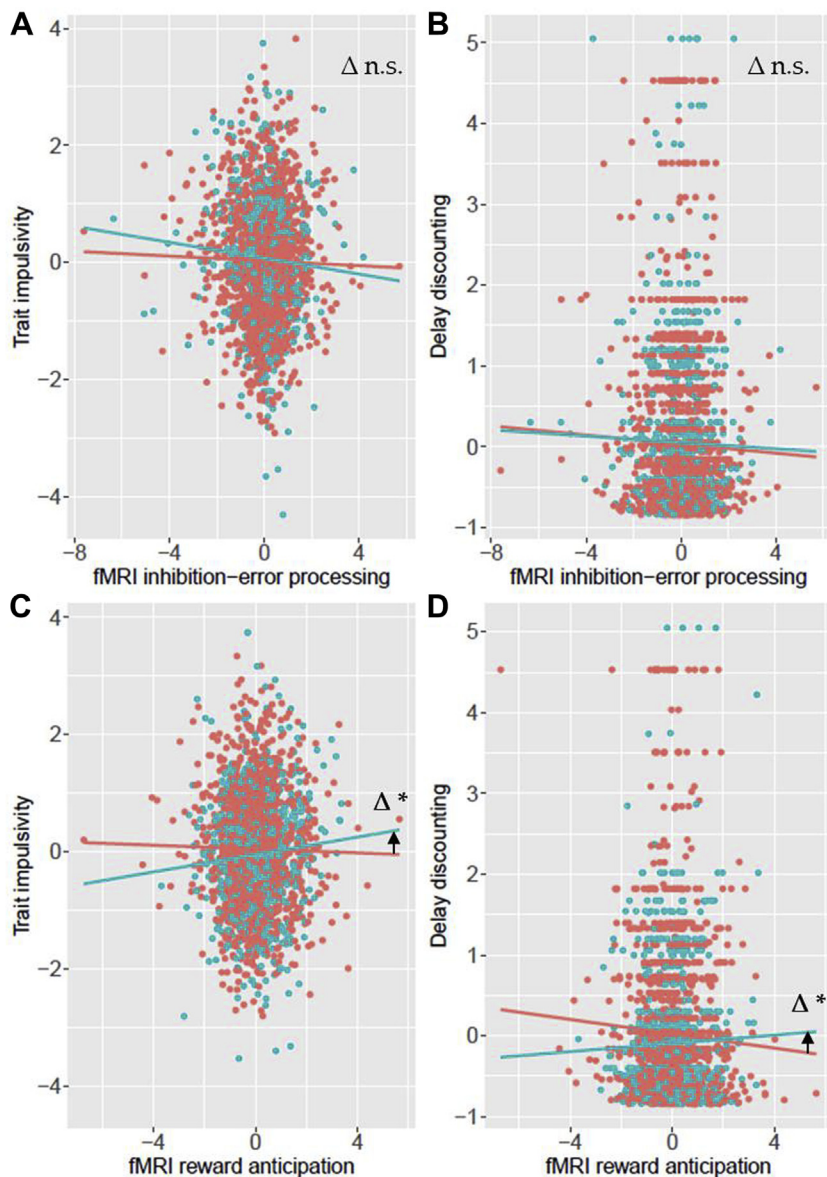 A
Δ n.s.
Trait impulsivity
4
2
0
−2
−4
−8
−4
0
4
fMRI inhibition−error processing
B
Δ n.s.
Delay discounting
5
4
3
2
1
0
−1
−8
−4
0
4
fMRI inhibition−error processing
C
Δ *
Trait impulsivity
4
2
0
−2
−4
−4
0
4
fMRI reward anticipation
D
Δ *
Delay discounting
5
4
3
2
1
0
−1
−4
0
4
fMRI reward anticipation